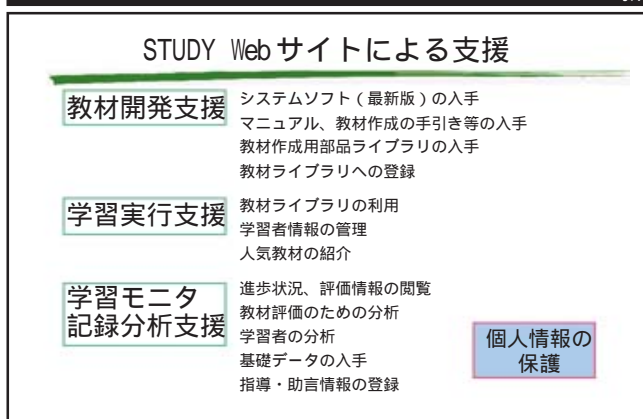 STUDY Webサイトによる支援
教材開発支援
システムソフト(最新版)の入手
マニュアル、教材作成の手引き等の入手
教材作成用部品ライブラリの入手
教材ライブラリへの登録
学習実行支援
教材ライブラリの利用
学習者情報の管理
人気教材の紹介
学習モニタ
記録分析支援
進歩状況、評価情報の閲覧
教材評価のための分析
学習者の分析
基礎データの入手
指導・助言情報の登録
個人情報の
保護